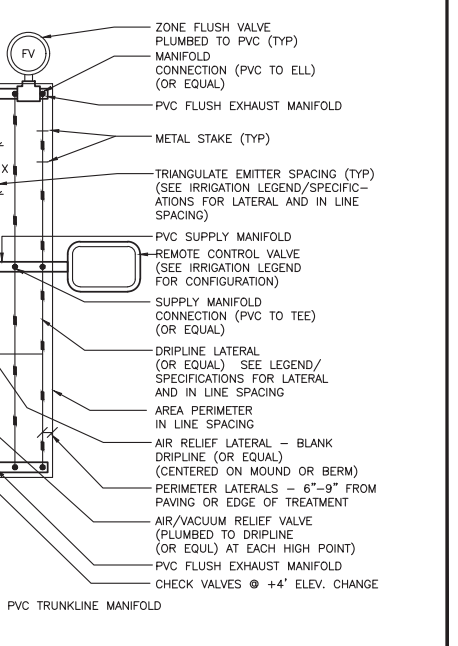 ZONE FLUSH VALVE
PLUMBED TO PVC (TYP)
FV
MANIFOLD
CONNECTION (PVC TO ELL)
(OR EQUAL)
PVC FLUSH EXHAUST MANIFOLD
METAL STAKE (TYP)
X
TRIANGULATE EMITTER SPACING (TYP)
(SEE IRRIGATION LEGEND/SPECIFIC–
ATIONS FOR LATERAL AND IN LINE
SPACING)
PVC SUPPLY MANIFOLD
REMOTE CONTROL VALVE
(SEE IRRIGATION LEGEND
FOR CONFIGURATION)
SUPPLY MANIFOLD
CONNECTION (PVC TO TEE)
(OR EQUAL)
DRIPLINE LATERAL
(OR EQUAL) SEE LEGEND/
SPECIFICATIONS FOR LATERAL
AND IN LINE SPACING
AREA PERIMETER
IN LINE SPACING
AIR RELIEF LATERAL – BLANK
DRIPLINE (OR EQUAL)
(CENTERED ON MOUND OR BERM)
PERIMETER LATERALS – 6"–9" FROM
PAVING OR EDGE OF TREATMENT
AIR/VACUUM RELIEF VALVE
(PLUMBED TO DRIPLINE
(OR EQUL) AT EACH HIGH POINT)
PVC FLUSH EXHAUST MANIFOLD
CHECK VALVES @ +4' ELEV. CHANGE
PVC TRUNKLINE MANIFOLD